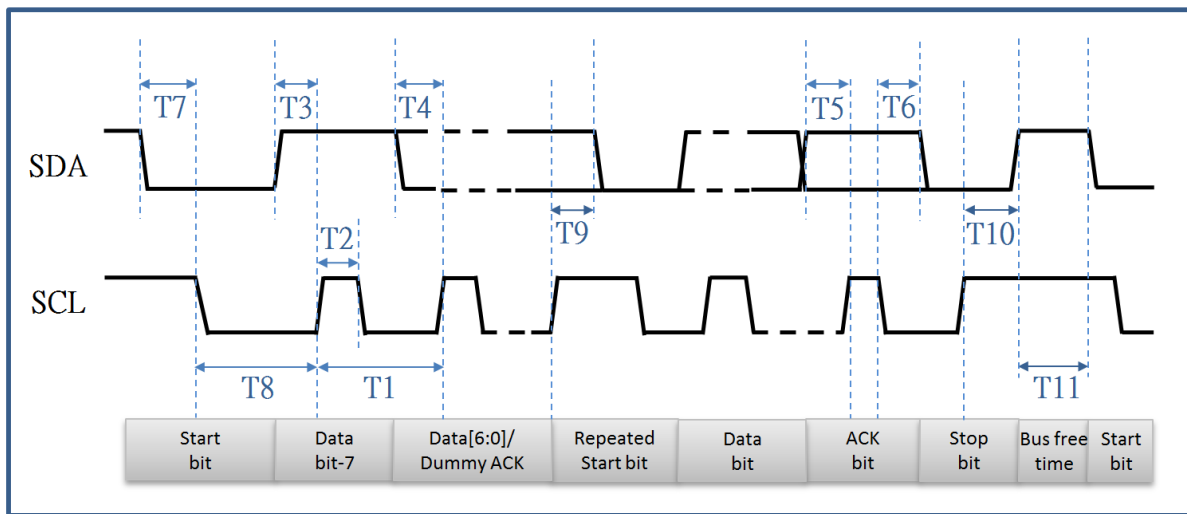 T7
T3
T4
T5
T6
SDA
T9
T10
T2
SCL
T8
T1
T11
Start
bit
Data
bit-7
Data[6:0]/
Dummy ACK
Repeated
Start bit
Data
bit
ACK
bit
Stop
bit
Bus free
time
Start
bit